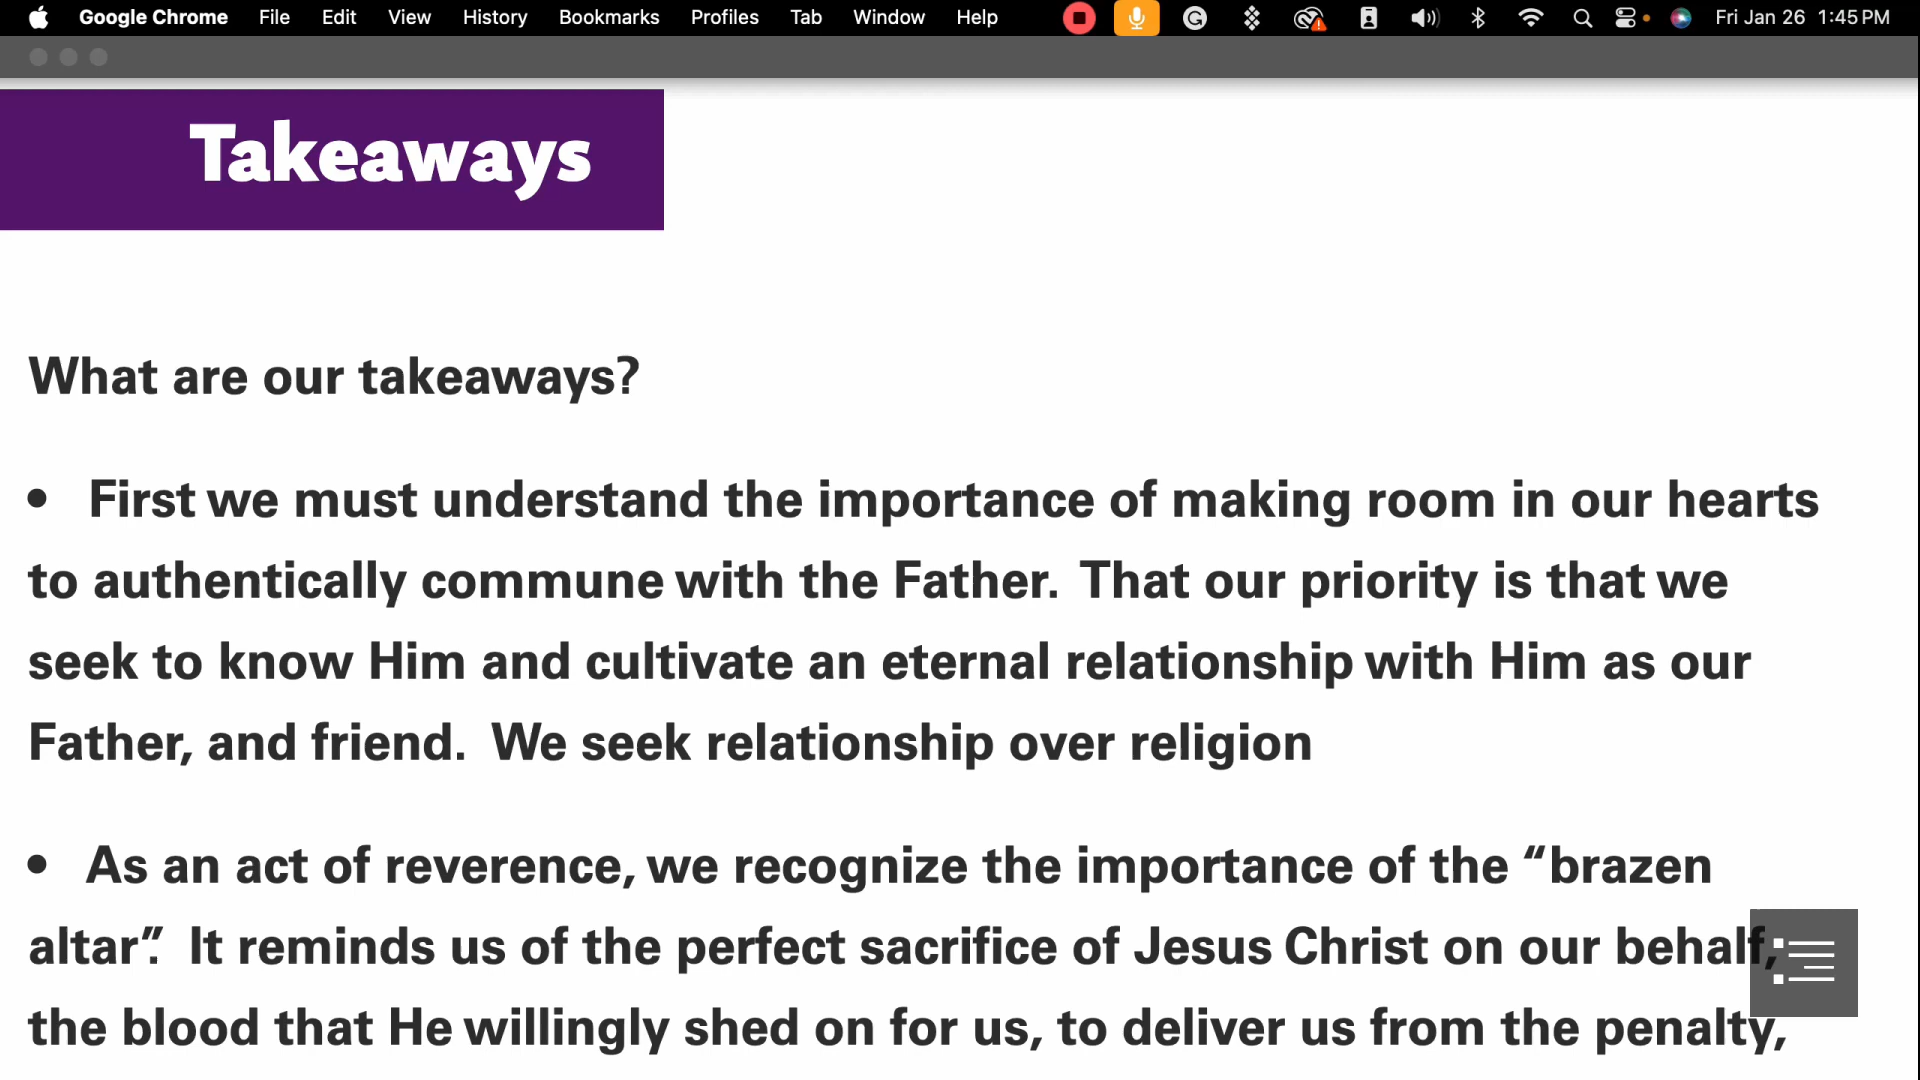 Google Chrome File Edit View History Bookmarks Profiles Tab Window Help Fri Jan 26 1:45 PM
Takeaways
What are our takeaways?
• First we must understand the importance of making room in our hearts
to authentically commune with the Father. That our priority is that we
seek to know Him and cultivate an eternal relationship with Him as our
Father, and friend. We seek relationship over religion
• As an act of reverence, we recognize the importance of the “brazen
altar”. It reminds us of the perfect sacrifice of Jesus Christ on our behalf,
the blood that He willingly shed on for us, to deliver us from the penalty,